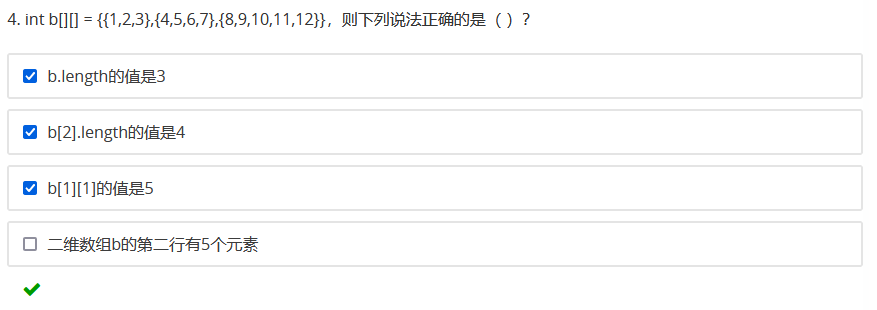 4. int b[][] = {{1,2,3},{4,5,6,7},{8,9,10,11,12}}，则下列说法正确的是（ ）？
b.length的值是3
b[2].length的值是4
b[1][1]的值是5
二维数组b的第二行有5个元素